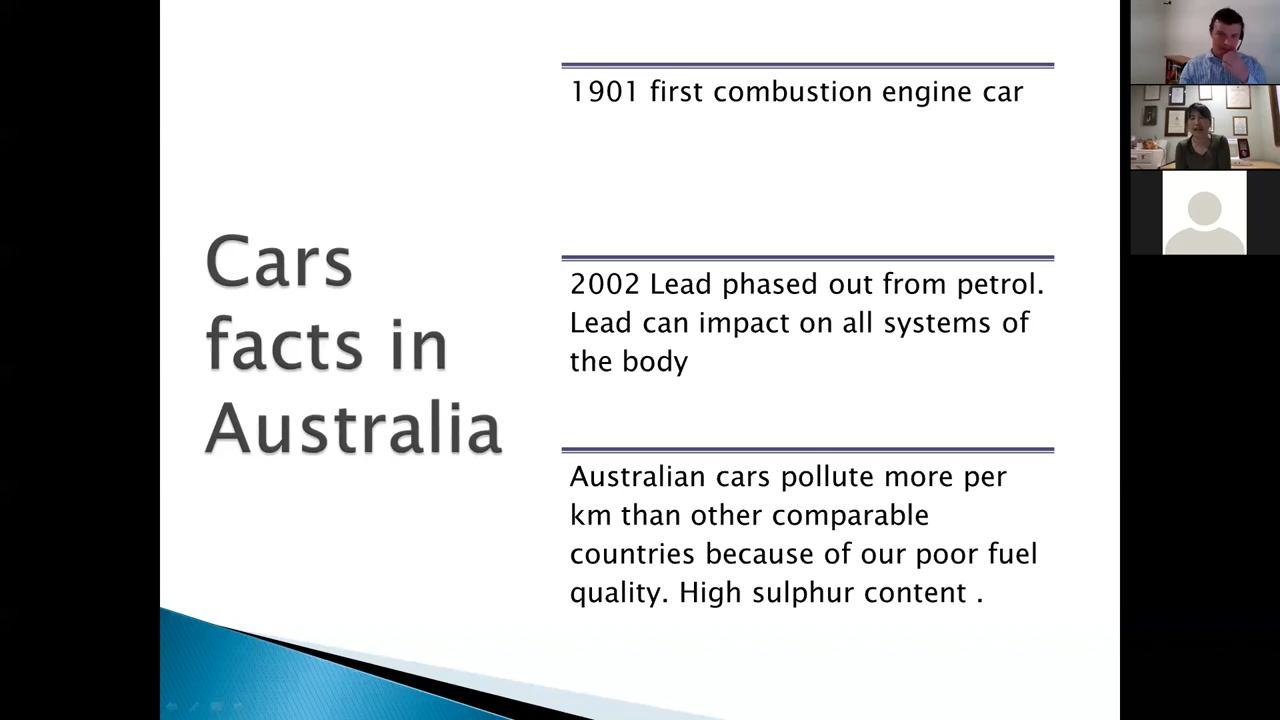 Cars
facts in
Australia
1901 first combustion engine car
2002 Lead phased out from petrol.
Lead can impact on all systems of
the body
Australian cars pollute more per
km than other comparable
countries because of our poor fuel
quality. High sulphur content .